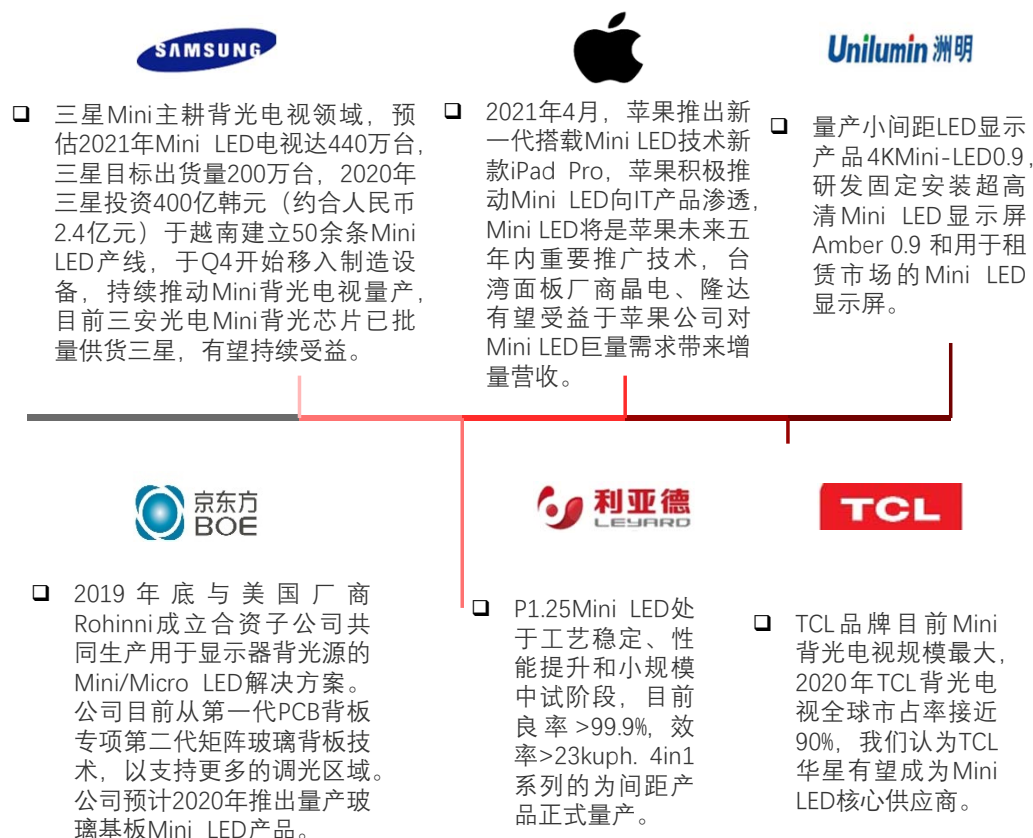 SAMSUNG
三星Mini主耕背光电视领域，预
估2021年Mini LED电视达440万台，
三星目标出货量200万台，2020年
三星投资400亿韩元（约合人民币
2.4亿元）于越南建立50余条Mini
LED产线，于Q4开始移入制造设
备，持续推动Mini背光电视量产，
目前三安光电Mini背光芯片已批
量供货三星，有望持续受益。
2021年4月，苹果推出新
一代搭载Mini LED技术新
款iPad Pro，苹果积极推
动Mini LED向IT产品渗透，
Mini LED将是苹果未来五
年内重要推广技术，台
湾面板厂商晶电、隆达
有望受益于苹果公司对
Mini LED巨量需求带来增
量营收。
Unilumin 洲明
量产小间距LED显示
产品4KMini-LED0.9，
研发固定安装超高
清Mini LED显示屏
Amber 0.9 和用于租
赁市场的Mini LED
显示屏。
京东方
BOE
2019年底与美国厂商
Rohinni成立合资子公司共
同生产用于显示器背光源的
Mini/Micro LED解决方案。
公司目前从第一代PCB背板
专项第二代矩阵玻璃背板技
术，以支持更多的调光区域。
公司预计2020年推出量产玻
璃基板Mini LED产品。
利亚德
LEYARD
P1.25Mini LED处
于工艺稳定、性
能提升和小规模
中试阶段，目前
良率>99.9%，效
率>23kuph. 4in1
系列的为间距产
品正式量产。
TCL
TCL品牌目前Mini
背光电视规模最大，
2020年TCL背光电
视全球市占率接近
90%，我们认为TCL
华星有望成为Mini
LED核心供应商。